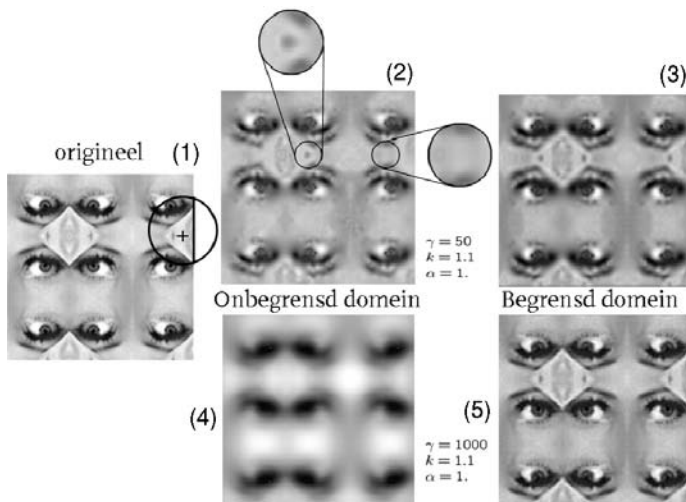 (2)
(3)
origineel
(1)
γ = 50
k = 1.1
α = 1.
Onbegrensd domein
Begrensd domein
(4)
(5)
γ = 1000
k = 1.1
α = 1.